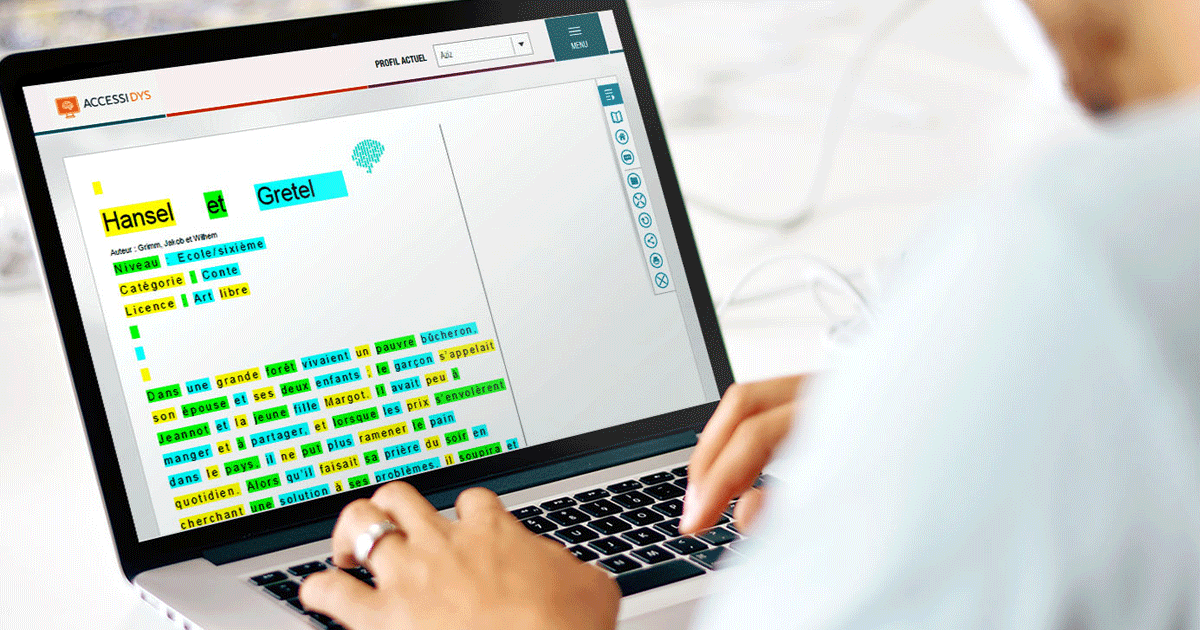 ACCESSIDYS
PROFIL ACTUEL
Aziz
MENU
Hansel et Gretel
Auteur : Grimm, Jakob et Wilhem
Niveau : Ecole/sixième
Catégorie : Conte
Licence : Art libre
Dans une grande forêt vivaient un pauvre bûcheron,
son épouse et ses deux enfants ; le garçon s'appelait
Jeannot et la jeune fille Margot. Il avait peu à
manger et à partager, et lorsque les prix s'envolèrent
dans le pays, il ne put plus ramener le pain
quotidien. Alors qu'il faisait sa prière du soir en
cherchant une solution à ses problèmes, il soupira et